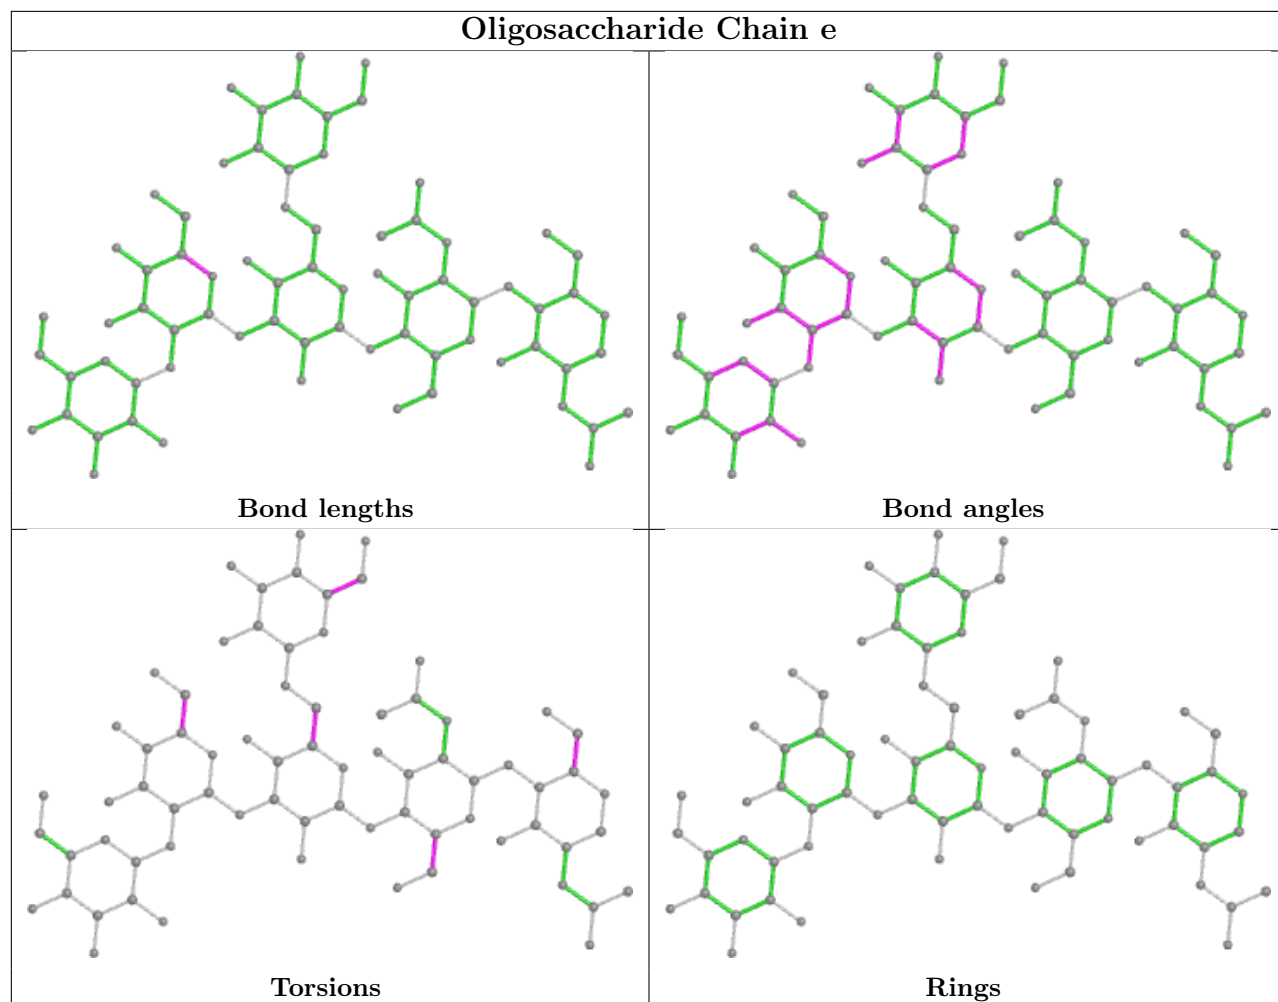 Oligosaccharide Chain e
Bond lengths
Bond angles
Torsions
Rings